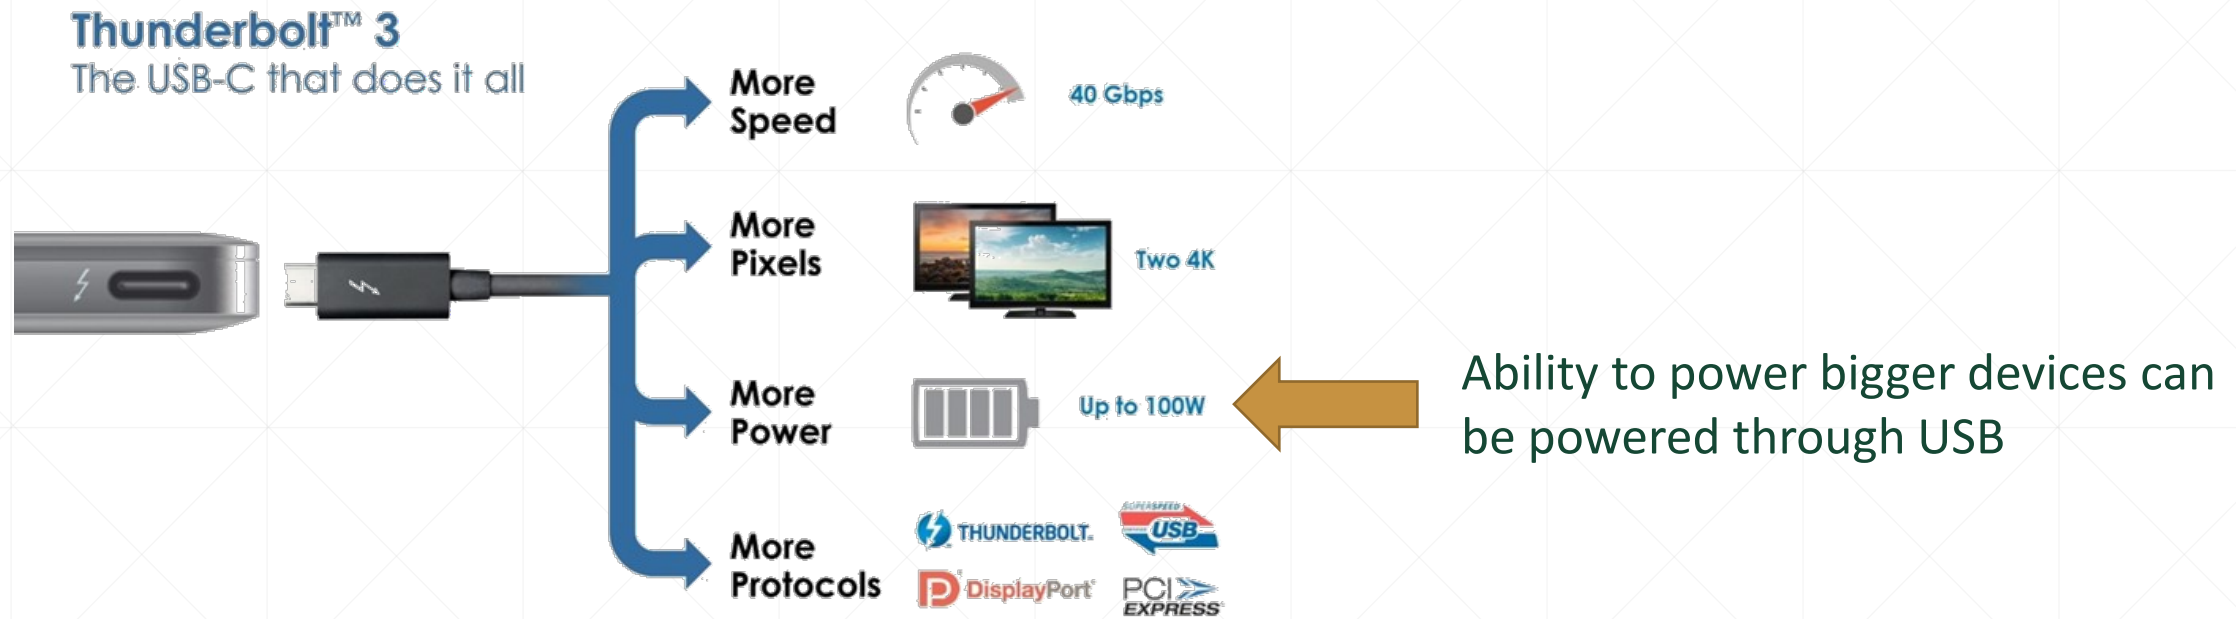 Thunderbolt™ 3
The USB-C that does it all
More
Speed
40 Gbps
More
Pixels
Two 4K
More
Power
Up to 100W
Ability to power bigger devices can
be powered through USB
More
Protocols
THUNDERBOLT.
SUPERSPEED
CERTIFIED USB
DisplayPort
PCI
EXPRESS